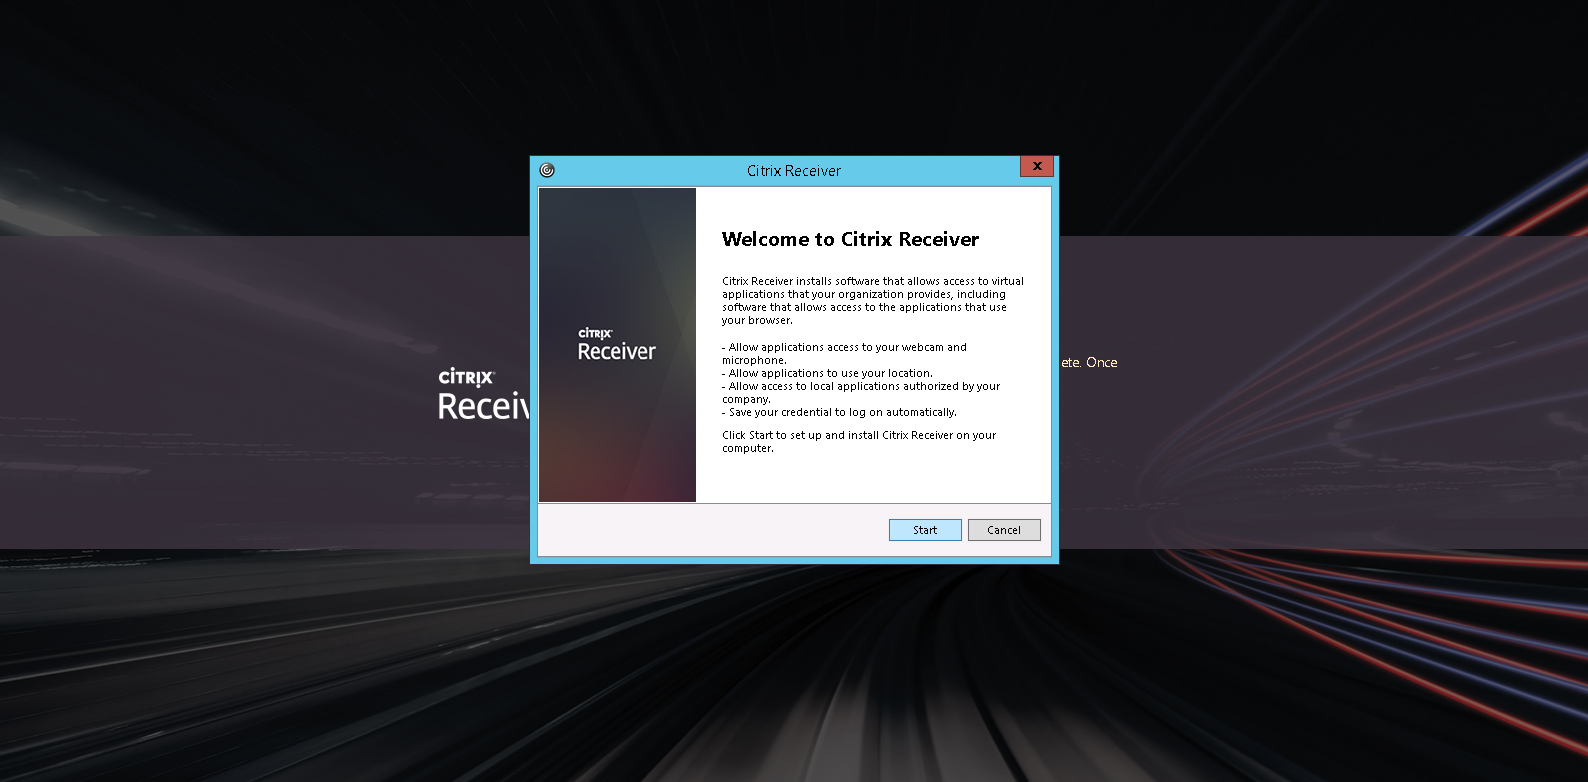 Citrix Receiver
X
Welcome to Citrix Receiver
Citrix Receiver installs software that allows access to virtual
applications that your organization provides, including
software that allows access to the applications that use
your browser.
- Allow applications access to your webcam and
microphone.
- Allow applications to use your location.
- Allow access to local applications authorized by your
company.
- Save your credential to log on automatically.
Click Start to set up and install Citrix Receiver on your
computer.
CITRIX
Receiver
Start
Cancel
CITRIX
Receiv
ete. Once